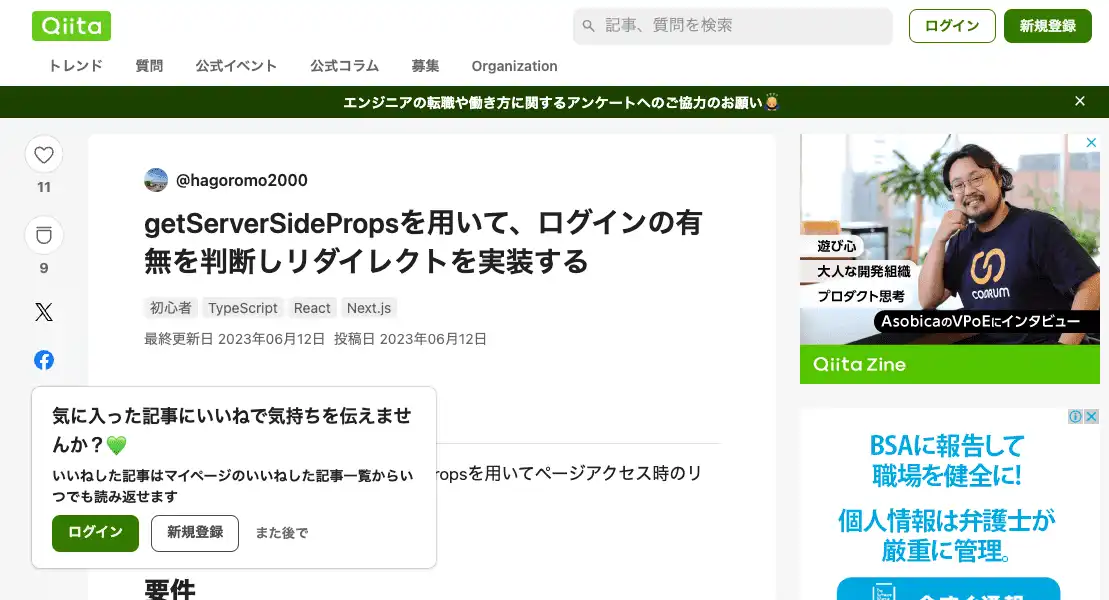 Qiita
記事、質問を検索
ログイン
新規登録
トレンド 質問 公式イベント 公式コラム 募集 Organization
エンジニアの転職や働き方に関するアンケートへのご協力のお願い🙇
11
9
@hagoromo2000
getServerSidePropsを用いて、ログインの有
無を判断しリダイレクトを実装する
初心者 TypeScript React Next.js
最終更新日 2023年06月12日 投稿日 2023年06月12日
ropsを用いてページアクセス時のリ
要件
気に入った記事にいいねで気持ちを伝えませ
んか？💚
いいねした記事はマイページのいいねした記事一覧からい
つでも読み返せます
ログイン 新規登録 また後で
遊び心
大人な開発組織
プロダクト思考
AsobicaのVPoEにインタビュー
Qiita Zine
BSAに報告して
職場を健全に!
個人情報は弁護士が
厳重に管理。